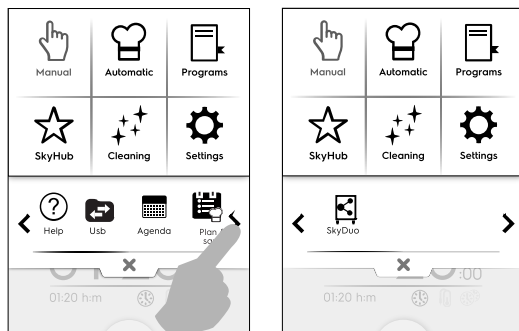 Manual Automatic Programs
SkyHub Cleaning Settings
Help Usb Agenda Plan
01:20 h:m
Manual Automatic Programs
SkyHub Cleaning Settings
SkyDuo
:00
01:20 h:m